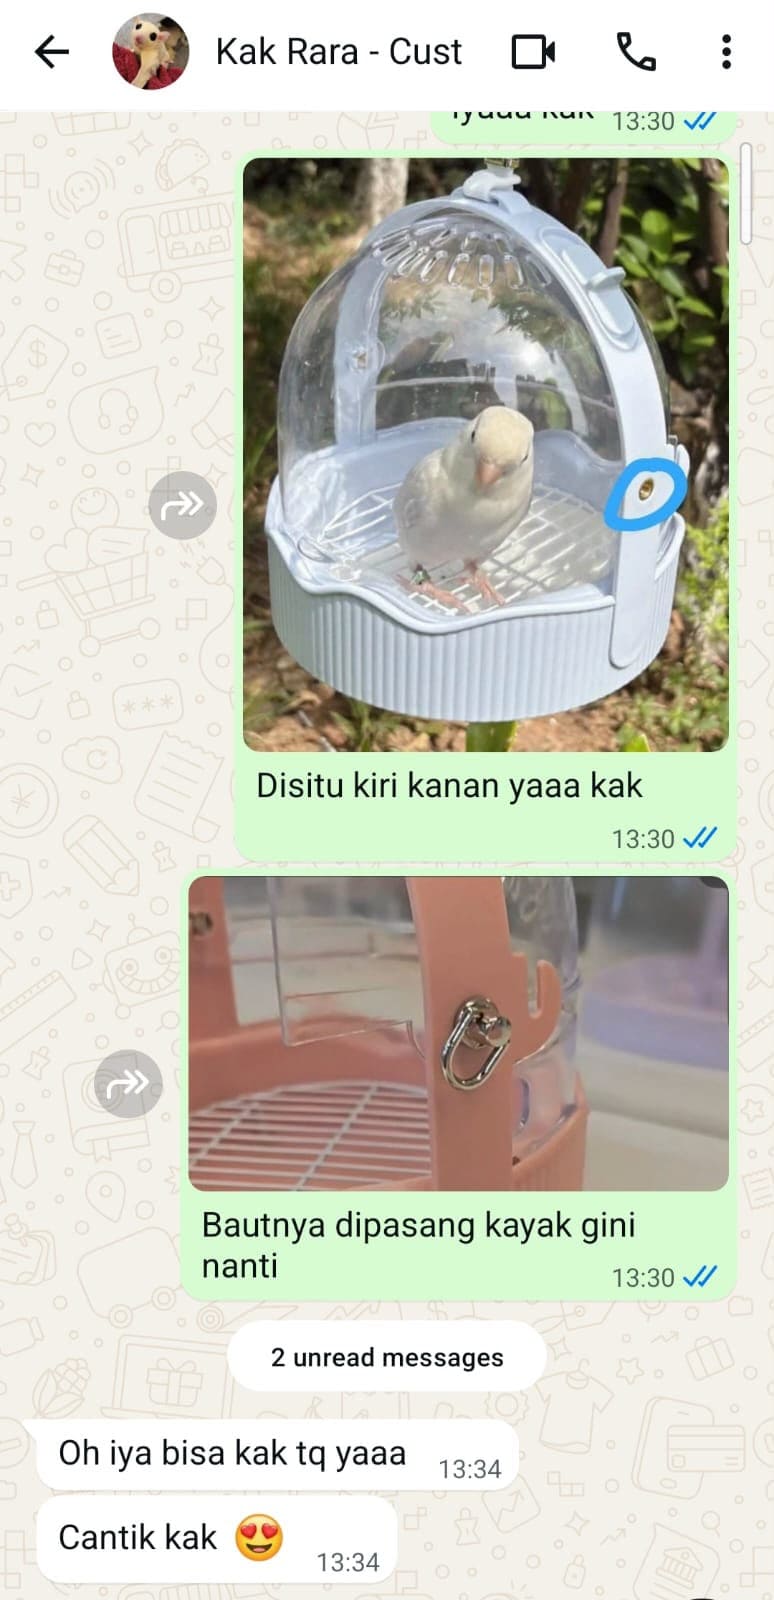 Kak Rara - Cust
13:30
Disitu kiri kanan yaaa kak
13:30
Bautnya dipasang kayak gini
nanti
13:30
2 unread messages
Oh iya bisa kak tq yaaa
13:34
Cantik kak 😍
13:34